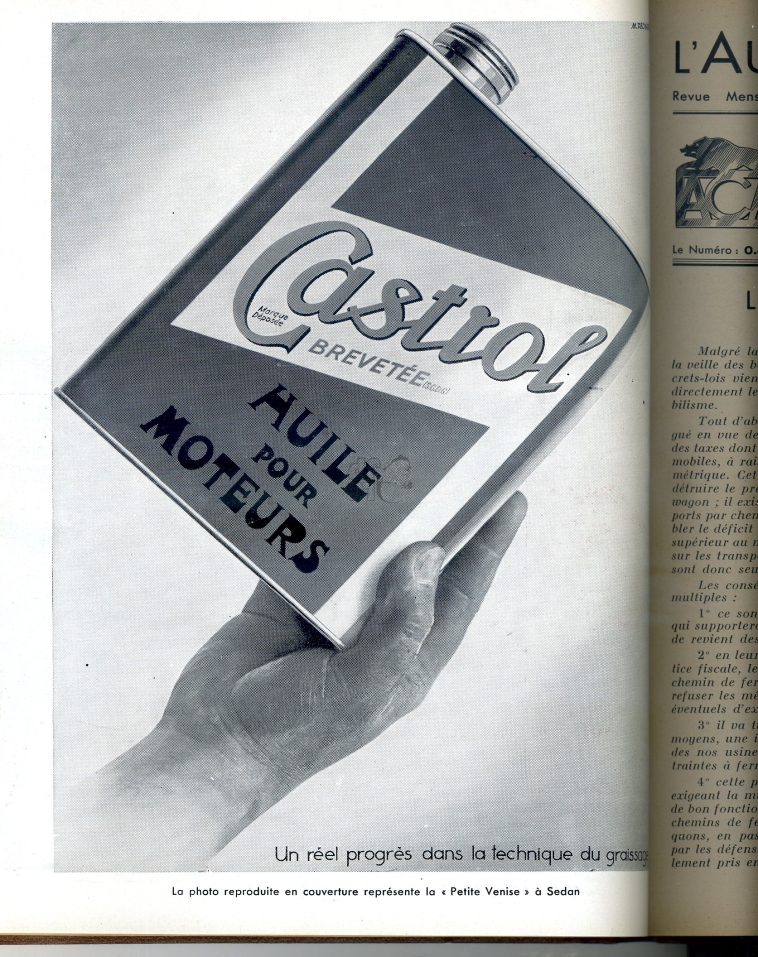 Castrol
Marque
Déposée
BREVETÉE S.G.D.G.
HUILE
POUR
MOTEURS
Un réel progrès dans la technique du graissage
La photo reproduite en couverture représente la « Petite Venise » à Sedan
L'AU
Revue Mens
AC
Le Numéro : 0.
L
Malgré la
la veille des
crets-lois vien
directement le
bilisme.
Tout d'ab
gué en vue de
des taxes dont
mobiles, à rai
métrique. Cet
détruire le pr
wagon ; il exis
ports par chem
bler le déficit
supérieur au
sur les transp
sont donc seu
Les consé
multiples :
1° ce son
qui supportero
de revient des
2° en leur
tice fiscale, le
chemin de fer
refuser les mê
éventuels d'ex
3° il va
moyens, une
des nos usine
traintes à fer
4° cette p
exigeant la
de bon fonctio
chemins de fe
quons, en pas
par les défens
lement pris en